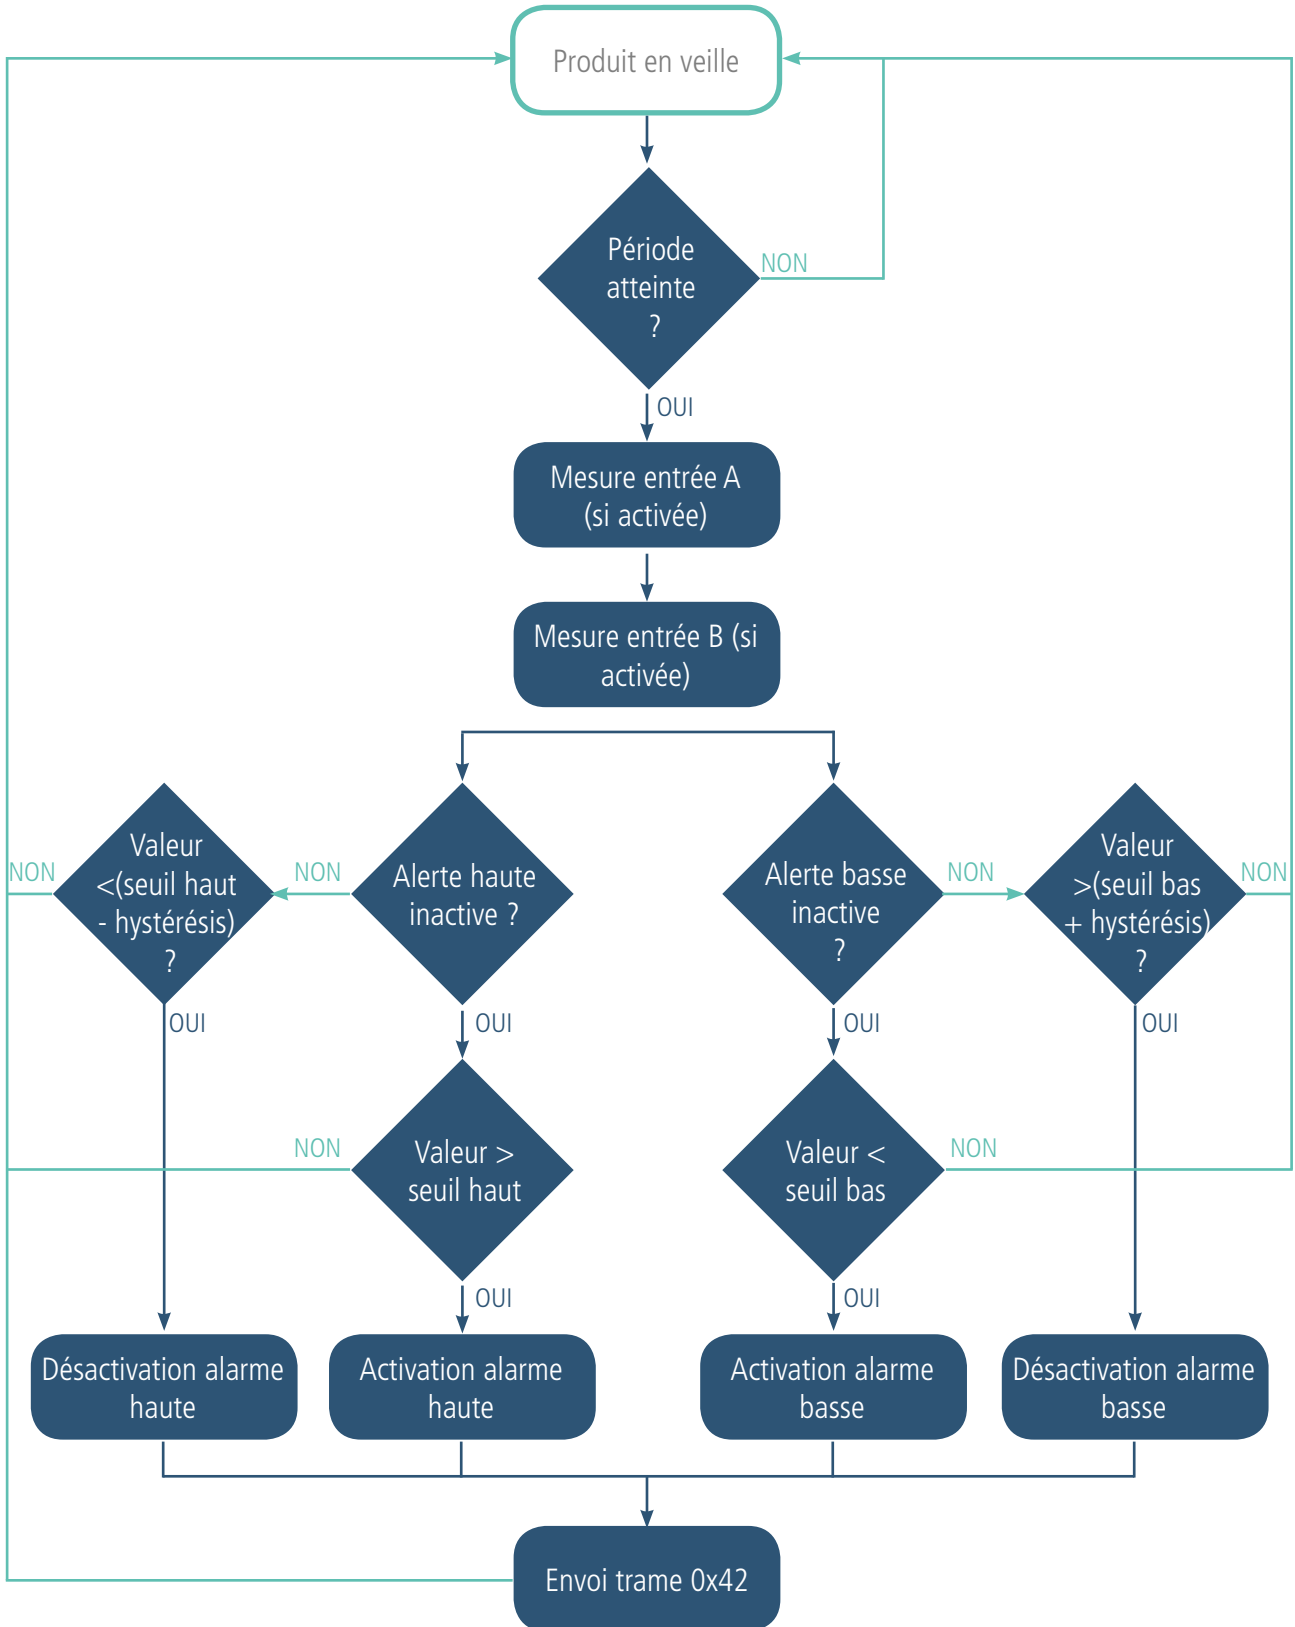 Produit en veille
Période
atteinte
?
NON
OUI
Mesure entrée A
(si activée)
Mesure entrée B (si
activée)
Valeur
<(seuil haut
- hystérésis)
?
NON
NON
Alerte haute
inactive ?
Alerte basse
inactive
?
NON
Valeur
>(seuil bas
+ hystérésis)
?
NON
OUI
OUI
OUI
OUI
NON
Valeur >
seuil haut
Valeur <
seuil bas
NON
OUI
OUI
Désactivation alarme
haute
Activation alarme
haute
Activation alarme
basse
Désactivation alarme
basse
Envoi trame 0x42